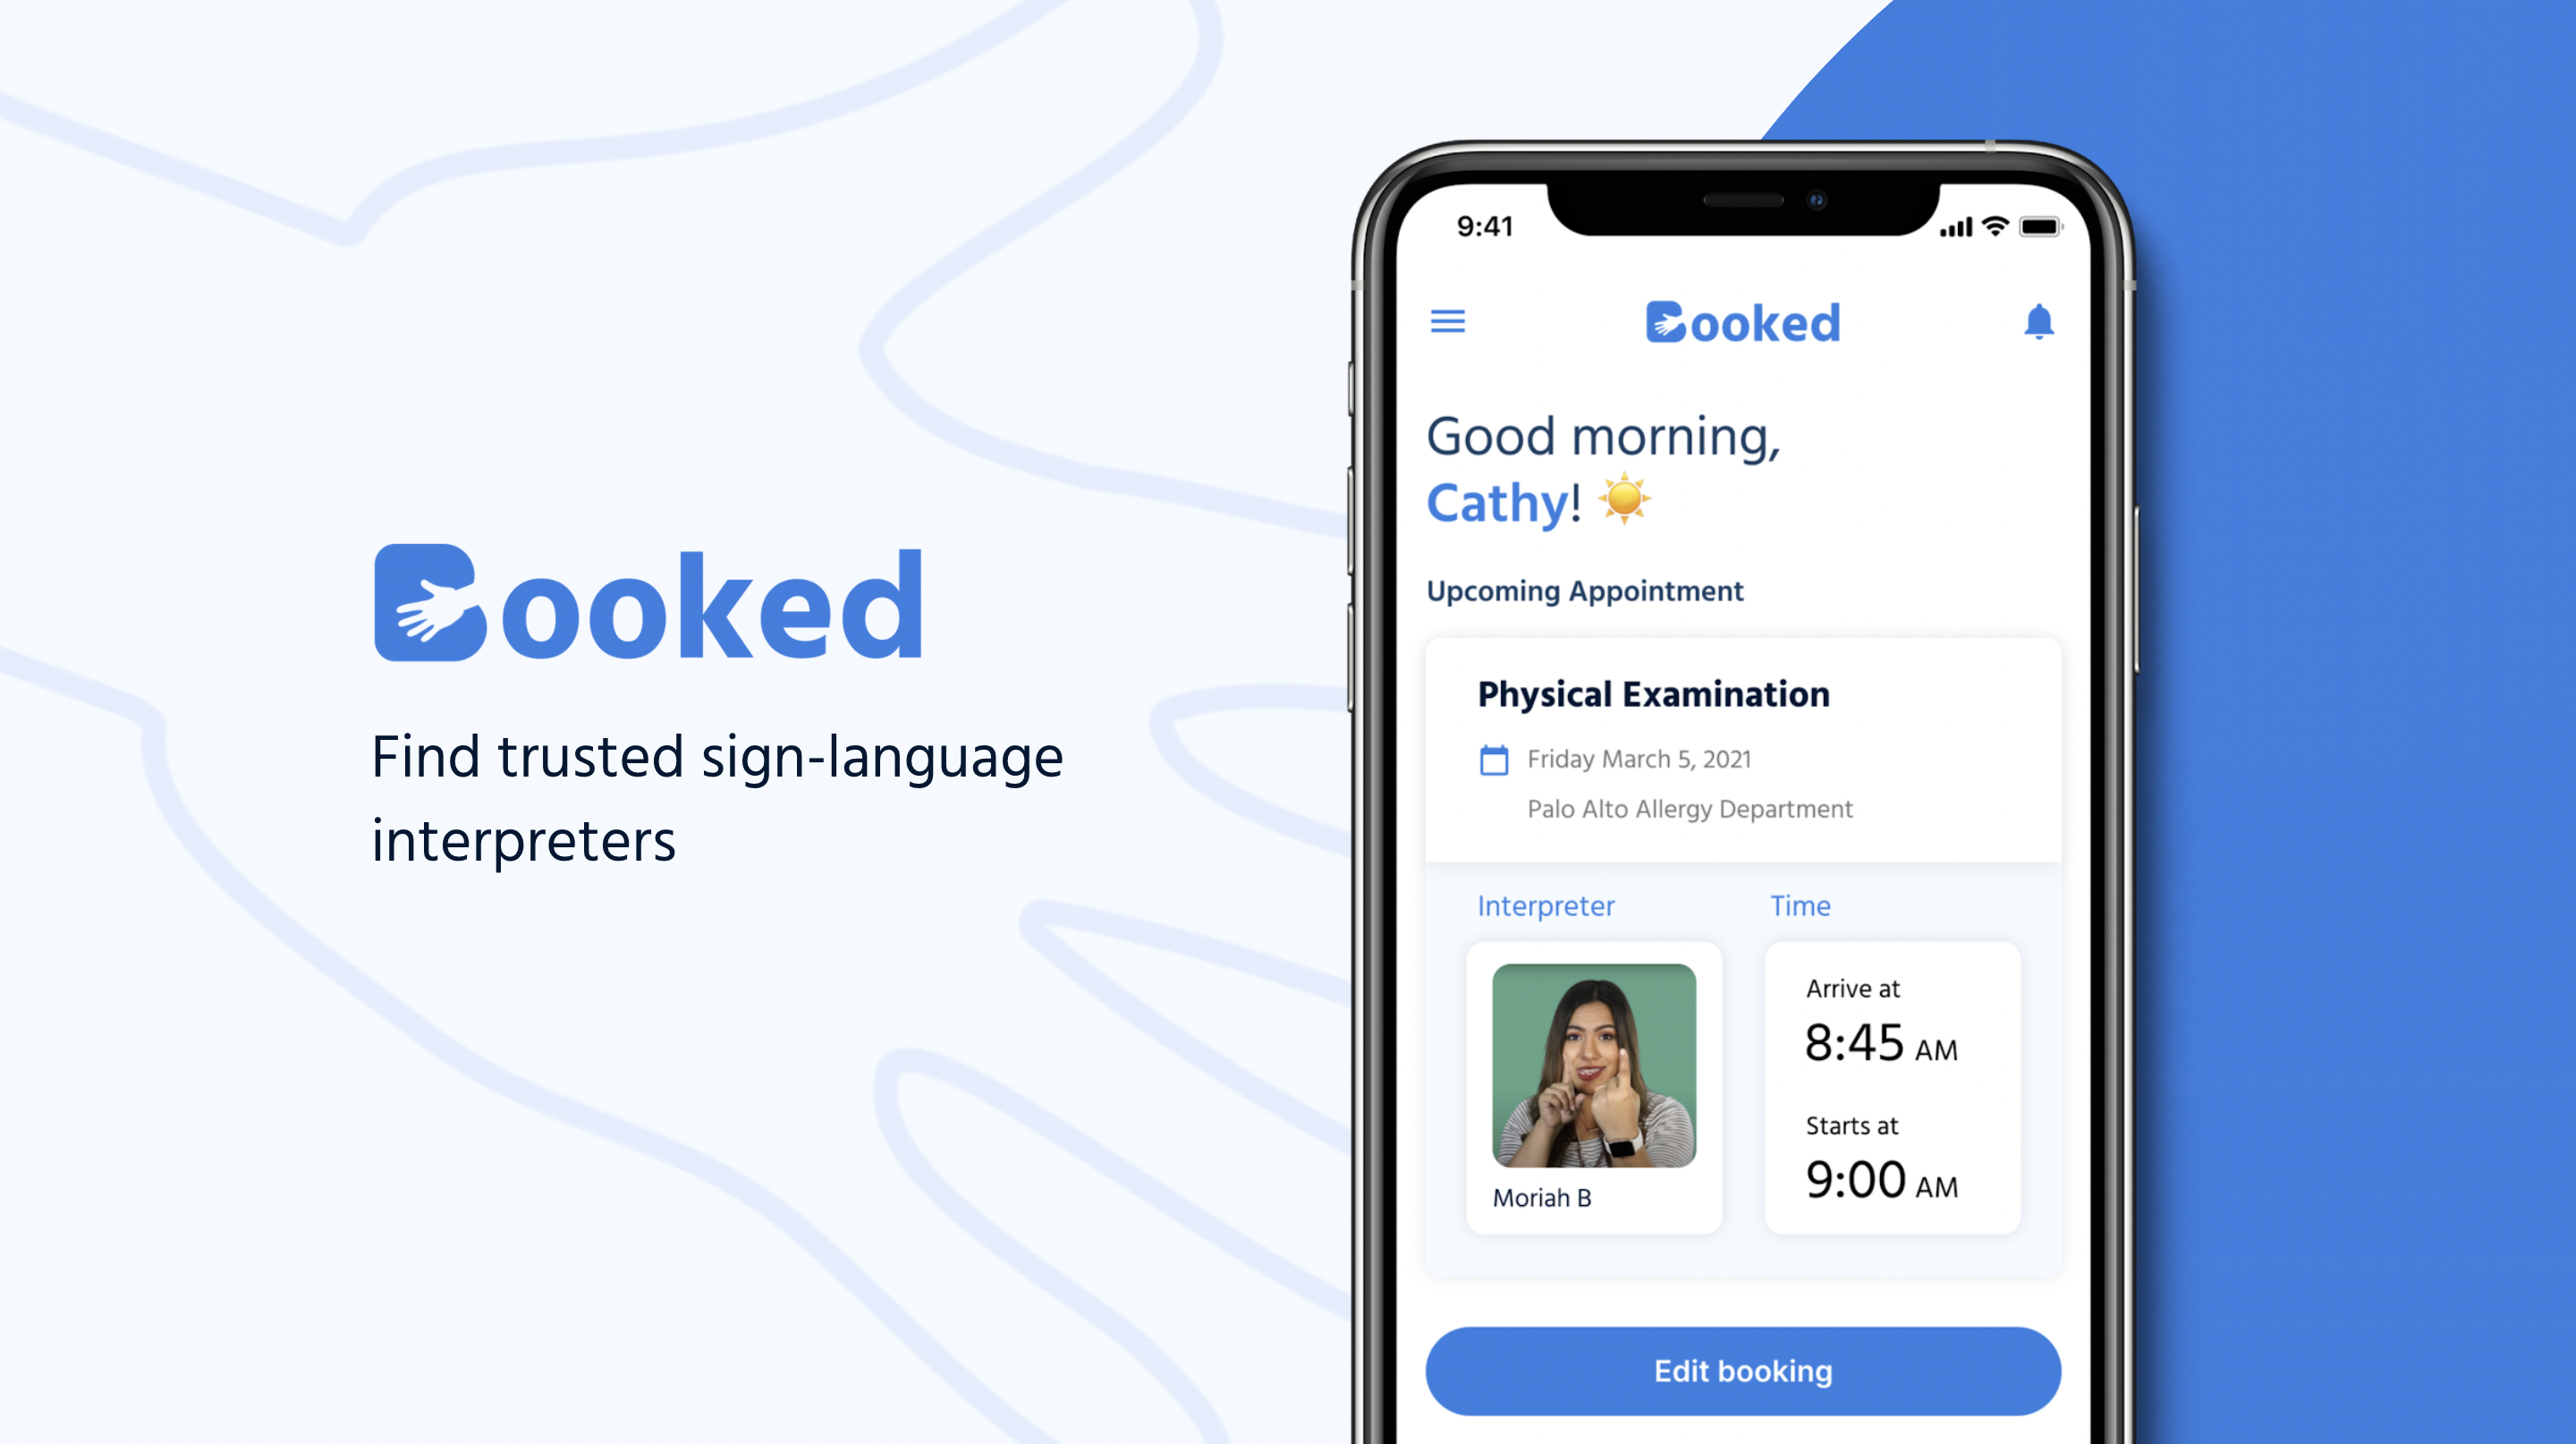 Booked
Find trusted sign-language
interpreters
9:41
Booked
Good morning,
Cathy! ☀️
Upcoming Appointment
Physical Examination
Friday March 5, 2021
Palo Alto Allergy Department
Interpreter
Moriah B
Time
Arrive at
8:45 AM
Starts at
9:00 AM
Edit booking